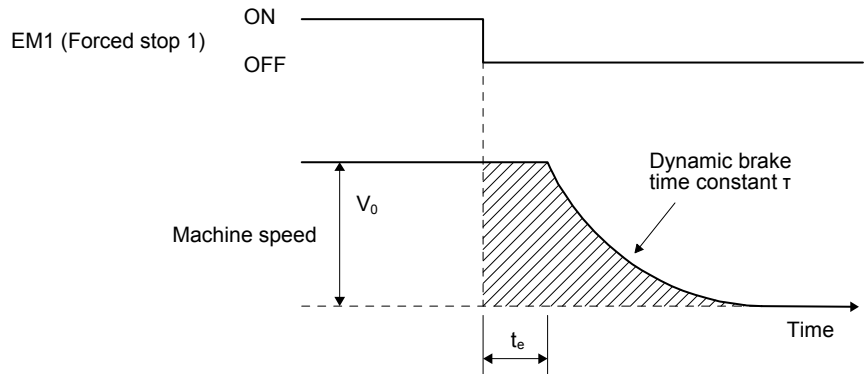 ON
EM1 (Forced stop 1)
OFF
Dynamic brake
time constant τ
V₀
Machine speed
Time
tₑ